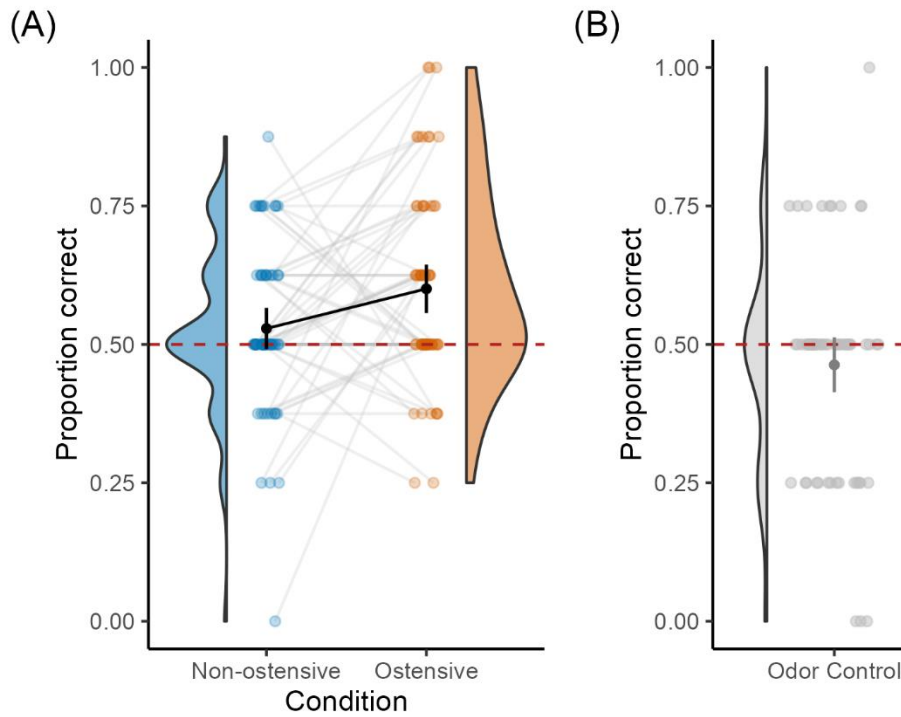 (A)
Proportion correct
1.00
0.75
0.50
0.25
0.00
Non-ostensive
Ostensive
Condition
(B)
Proportion correct
1.00
0.75
0.50
0.25
0.00
Odor Control